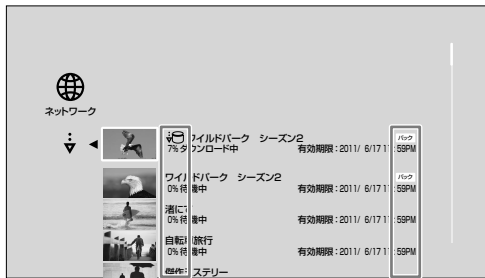 ネットワーク
ワイルドパーク シーズン2 パック
7% ダウンロード中 有効期限:2011/ 6/17 11:59PM
ワイルドパーク シーズン2 パック
0% 待機中 有効期限:2011/ 6/17 11:59PM
渚にて
0% 待機中 有効期限:2011/ 6/17 11:59PM
自転車旅行
0% 待機中 有効期限:2011/ 6/17 11:59PM
傑作ミステリー